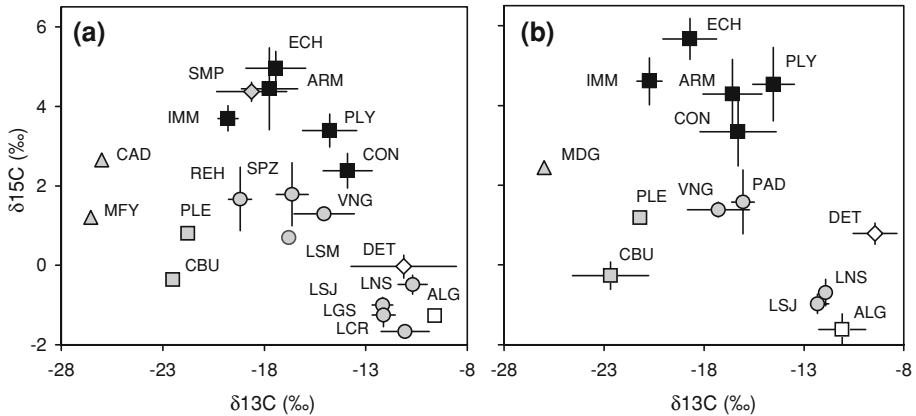 (a)
δ15C (‰)
6
4
2
0
-2
ECH
SMP
ARM
IMM
PLY
CON
CAD
REH
SPZ
MFY
PLE
VNG
CBU
LSM
DET
LSJ
LNS
LGS
ALG
LCR
-28
-23
-18
-13
-8
δ13C (‰)
(b)
δ15C (‰)
ECH
IMM
ARM
PLY
CON
MDG
PLE
VNG
PAD
CBU
DET
LNS
LSJ
ALG
-28
-23
-18
-13
-8
δ13C (‰)